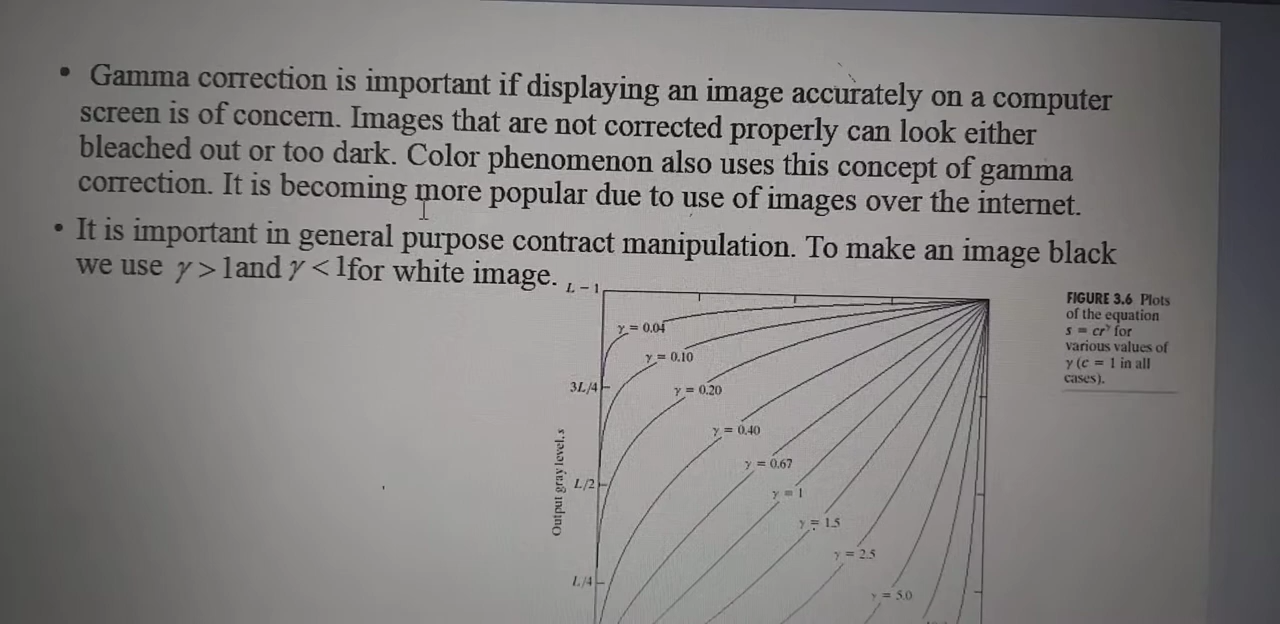 • Gamma correction is important if displaying an image accurately on a computer
screen is of concern. Images that are not corrected properly can look either
bleached out or too dark. Color phenomenon also uses this concept of gamma
correction. It is becoming more popular due to use of images over the internet.
• It is important in general purpose contract manipulation. To make an image black
we use γ > 1and γ < 1for white image.
L − 1
γ = 0.04
γ = 0.10
3L/4
γ = 0.20
γ = 0.40
γ = 0.67
L/2
γ = 1
γ = 1.5
γ = 2.5
L/4
γ = 5.0
Output gray level, s
FIGURE 3.6 Plots
of the equation
s = crᵞ for
various values of
γ (c = 1 in all
cases).